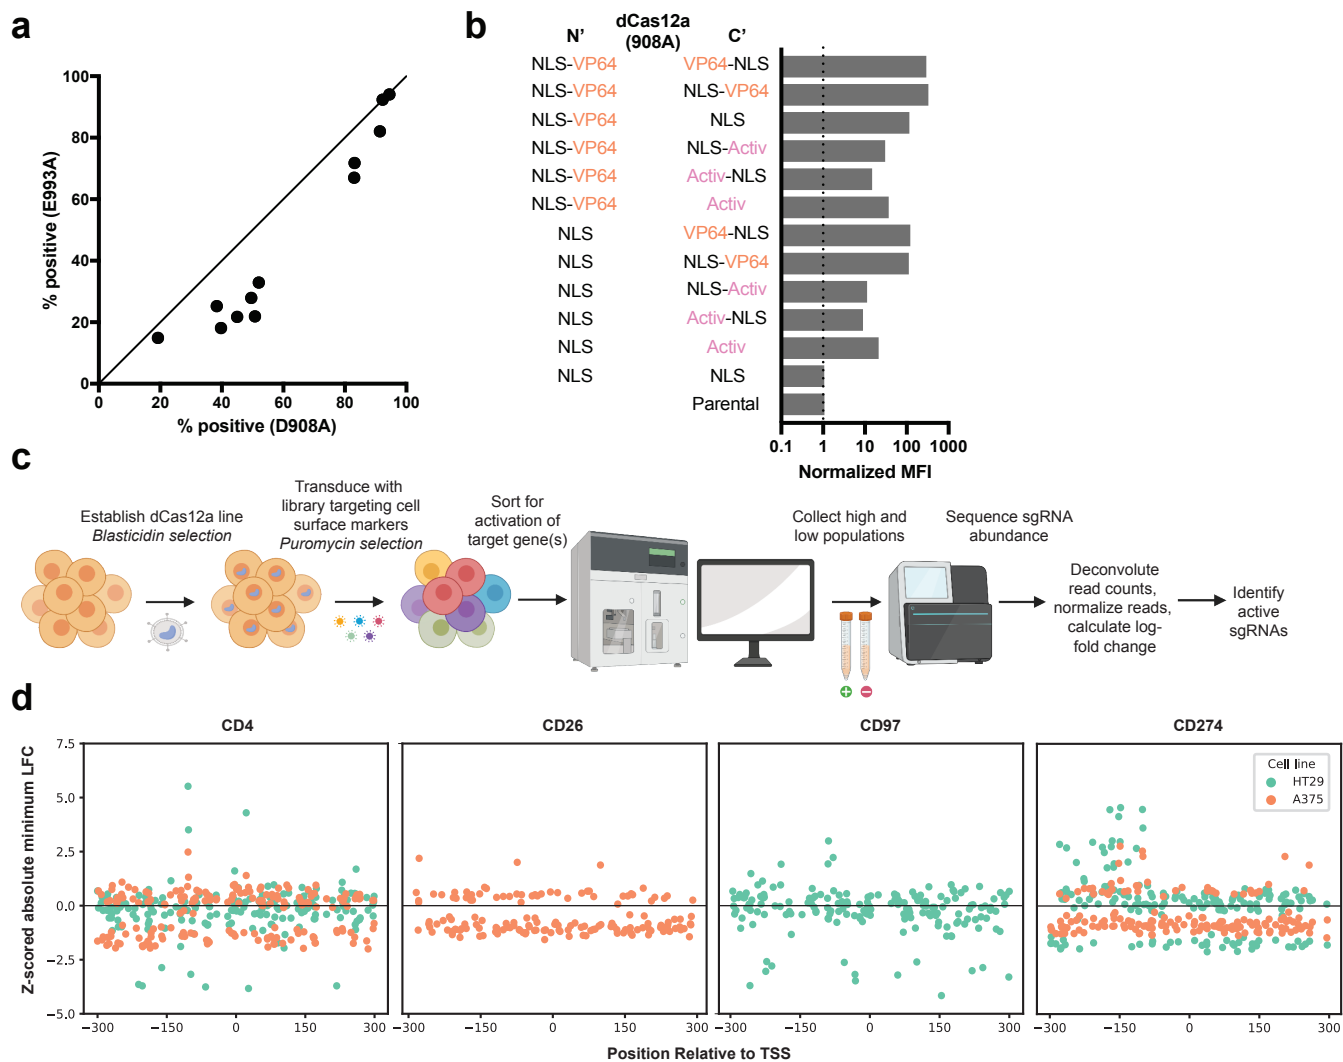 a
100
80
60
40
20
0
% positive (E993A)
0 20 40 60 80 100
% positive (D908A)
b
N’ dCas12a (908A) C’
NLS-VP64 VP64-NLS
NLS-VP64 NLS-VP64
NLS-VP64 NLS
NLS-VP64 NLS-Activ
NLS-VP64 Activ-NLS
NLS-VP64 Activ
NLS VP64-NLS
NLS NLS-VP64
NLS NLS-Activ
NLS Activ-NLS
NLS Activ
NLS NLS
Parental
0.1 1 10 100 1000
Normalized MFI
c
Establish dCas12a line
Blasticidin selection
Transduce with
library targeting cell
surface markers
Puromycin selection
Sort for
activation of
target gene(s)
Collect high and
low populations
Sequence sgRNA
abundance
Deconvolute
read counts,
normalize reads,
calculate log-
fold change
Identify
active
sgRNAs
d
CD4 CD26 CD97 CD274
Z-scored absolute minimum LFC
7.5
5.0
2.5
0.0
−2.5
−5.0
Cell line
HT29
A375
−300 −150 0 150 300
−300 −150 0 150 300
−300 −150 0 150 300
−300 −150 0 150 300
Position Relative to TSS